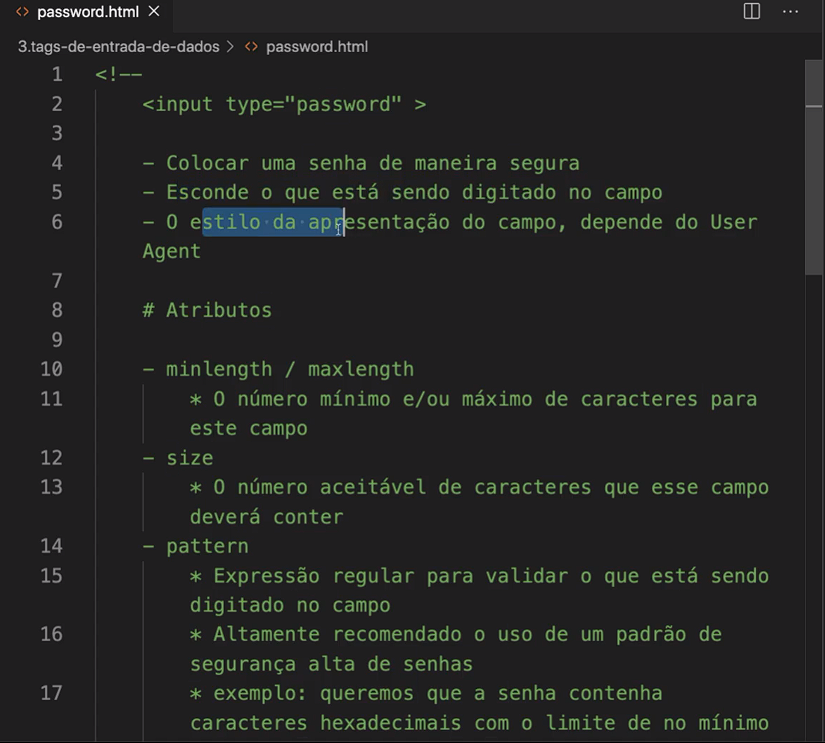 <> password.html ×
3.tags-de-entrada-de-dados > <> password.html
1 <!--
2 <input type="password" >
3
4 - Colocar uma senha de maneira segura
5 - Esconde o que está sendo digitado no campo
6 - O estilo da apresentação do campo, depende do User
Agent
7
8 # Atributos
9
10 - minlength / maxlength
11 * O número mínimo e/ou máximo de caracteres para
este campo
12 - size
13 * O número aceitável de caracteres que esse campo
deverá conter
14 - pattern
15 * Expressão regular para validar o que está sendo
digitado no campo
16 * Altamente recomendado o uso de um padrão de
segurança alta de senhas
17 * exemplo: queremos que a senha contenha
caracteres hexadecimais com o limite de no mínimo